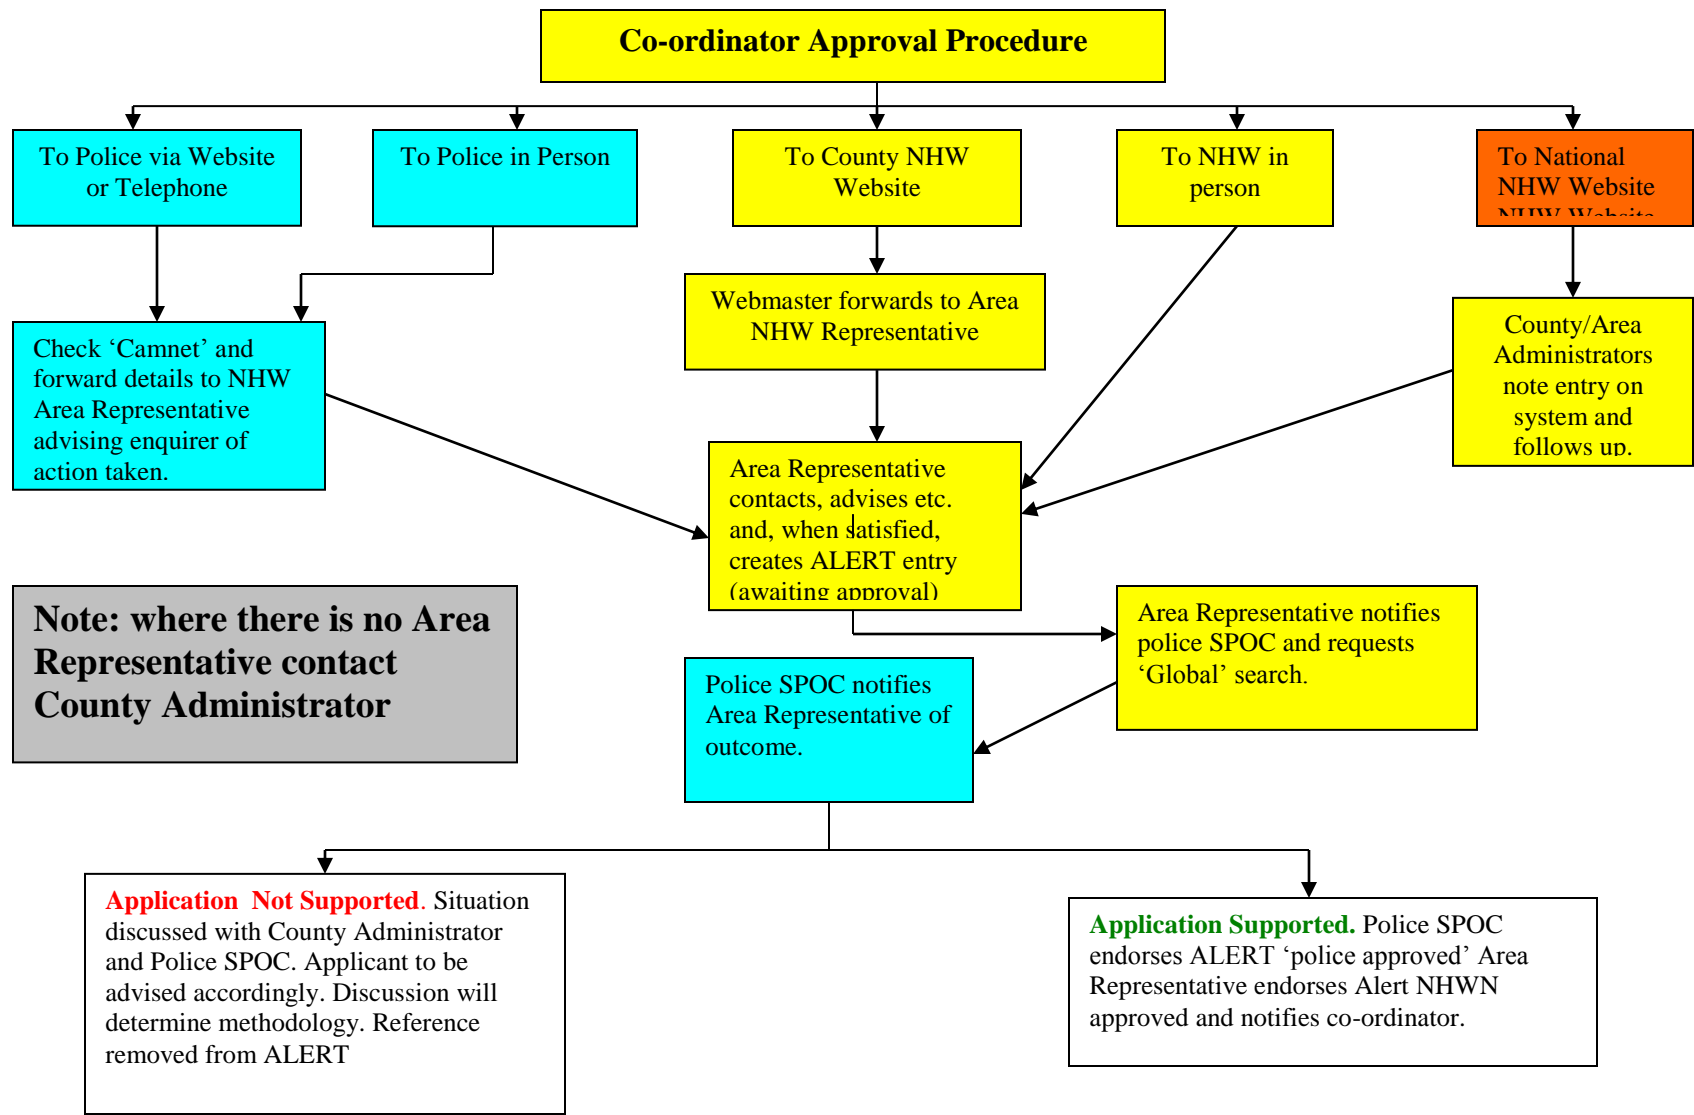 Co-ordinator Approval Procedure
To Police via Website
or Telephone
To Police in Person
To County NHW
Website
To NHW in
person
To National
NHW Website
NHW Website
Webmaster forwards to Area
NHW Representative
County/Area
Administrators
note entry on
system and
follows up.
Check ‘Camnet’ and
forward details to NHW
Area Representative
advising enquirer of
action taken.
Area Representative
contacts, advises etc.
and, when satisfied,
creates ALERT entry
(awaiting approval)
Note: where there is no Area
Representative contact
County Administrator
Area Representative notifies
police SPOC and requests
‘Global’ search.
Police SPOC notifies
Area Representative of
outcome.
Application  Not Supported. Situation
discussed with County Administrator
and Police SPOC. Applicant to be
advised accordingly. Discussion will
determine methodology. Reference
removed from ALERT
Application Supported. Police SPOC
endorses ALERT ‘police approved’ Area
Representative endorses Alert NHWN
approved and notifies co-ordinator.